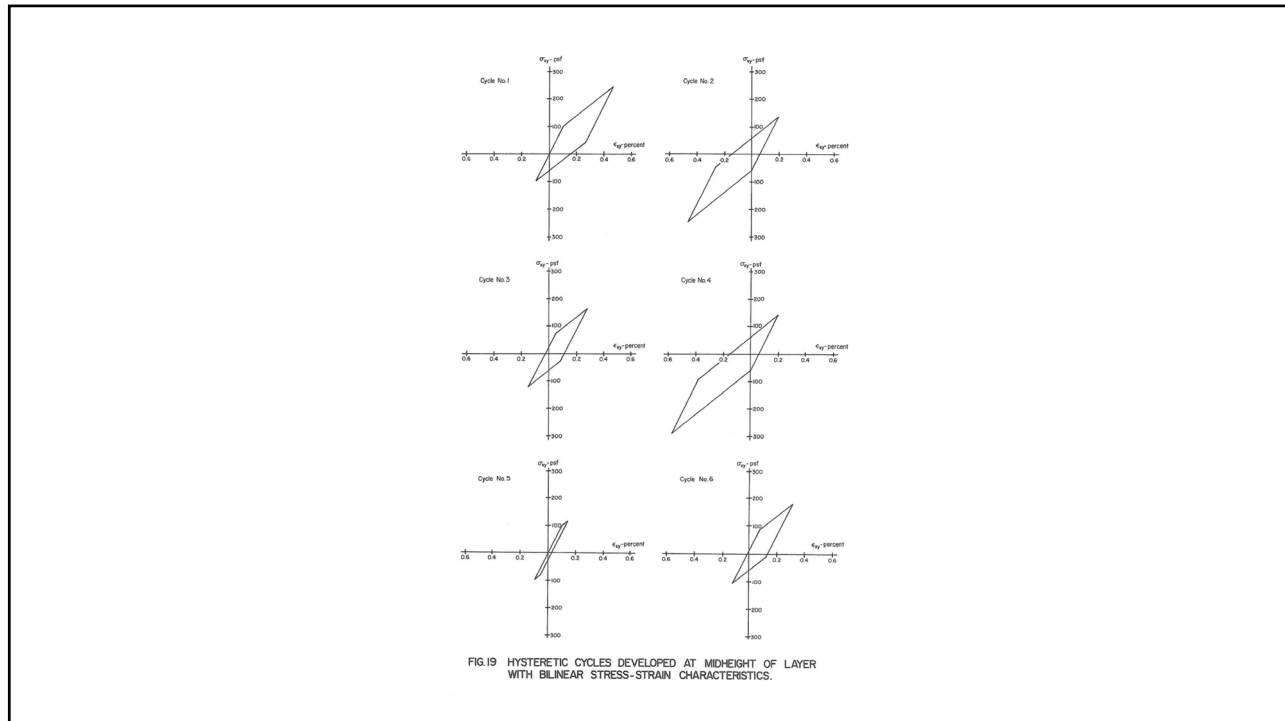 σxy-psf
300
Cycle No.1
200
100
εxy-percent
0.6 0.4 0.2 0.2 0.4 0.6
100
200
300
σxy-psf
300
Cycle No. 2
200
100
εxy-percent
0.6 0.4 0.2 0.2 0.4 0.6
100
200
300
σxy-psf
300
Cycle No.3
200
100
εxy-percent
0.6 0.4 0.2 0.2 0.4 0.6
100
200
300
σxy-psf
300
Cycle No.4
200
100
εxy-percent
0.6 0.4 0.2 0.2 0.4 0.6
100
200
300
σxy-psf
300
Cycle No.5
200
100
εxy-percent
0.6 0.4 0.2 0.2 0.4 0.6
100
200
300
σxy-psf
300
Cycle No.6
200
100
εxy-percent
0.6 0.4 0.2 0.2 0.4 0.6
100
200
300
FIG.19 HYSTERETIC CYCLES DEVELOPED AT MIDHEIGHT OF LAYER
WITH BILINEAR STRESS-STRAIN CHARACTERISTICS.